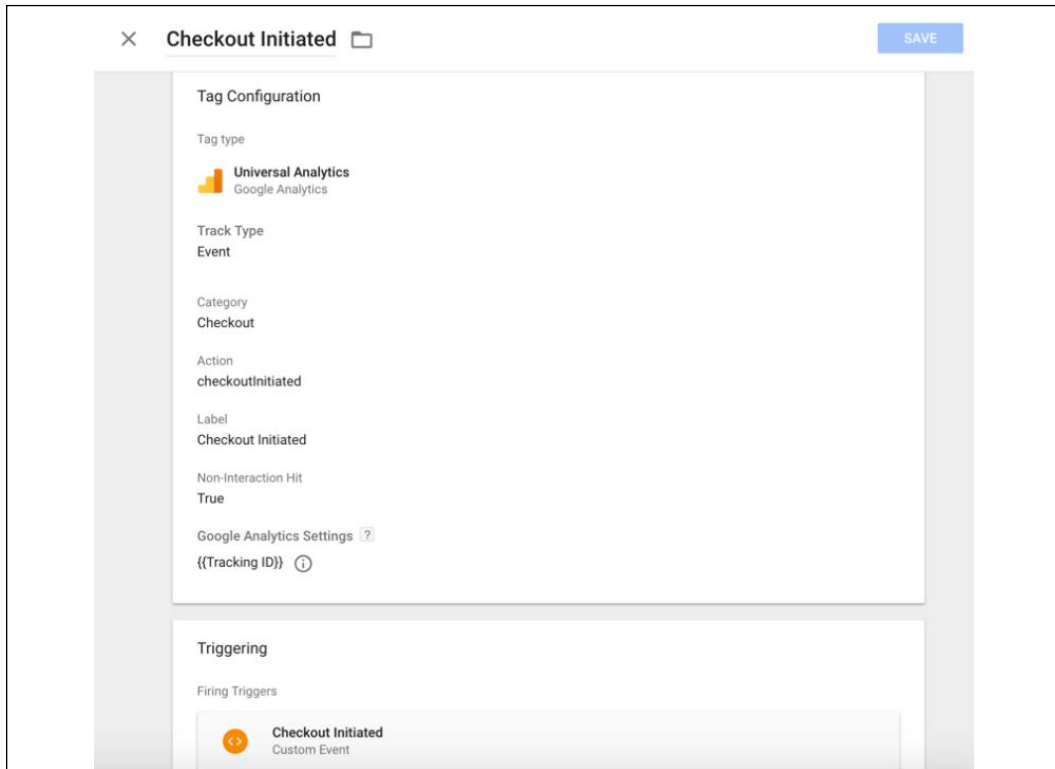 Checkout Initiated
SAVE
Tag Configuration
Tag type
Universal Analytics
Google Analytics
Track Type
Event
Category
Checkout
Action
checkoutInitiated
Label
Checkout Initiated
Non-Interaction Hit
True
Google Analytics Settings ?
{{Tracking ID}}
Triggering
Firing Triggers
Checkout Initiated
Custom Event